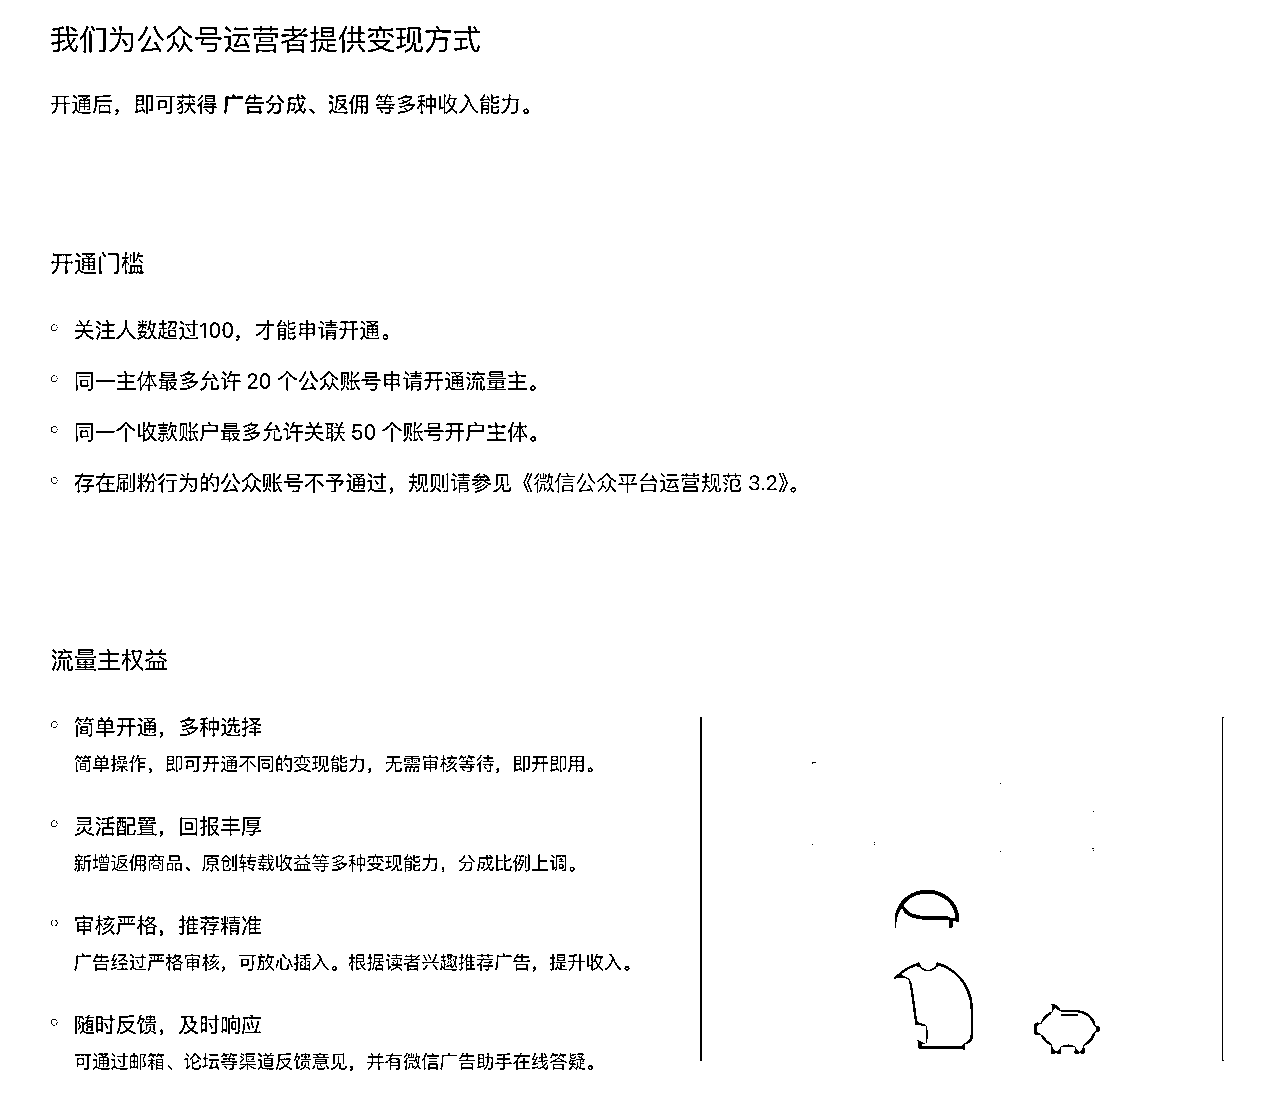 我们为公众号运营者提供变现方式
开通后，即可获得 广告分成、返佣 等多种收入能力。
开通门槛
关注人数超过100，才能申请开通。
同一主体最多允许 20 个公众账号申请开通流量主。
同一个收款账户最多允许关联 50 个账号开户主体。
存在刷粉行为的公众账号不予通过，规则请参见《微信公众平台运营规范 3.2》。
流量主权益
简单开通，多种选择
简单操作，即可开通不同的变现能力，无需审核等待，即开即用。
灵活配置，回报丰厚
新增返佣商品、原创转载收益等多种变现能力，分成比例上调。
审核严格，推荐精准
广告经过严格审核，可放心插入。根据读者兴趣推荐广告，提升收入。
随时反馈，及时响应
可通过邮箱、论坛等渠道反馈意见，并有微信广告助手在线答疑。